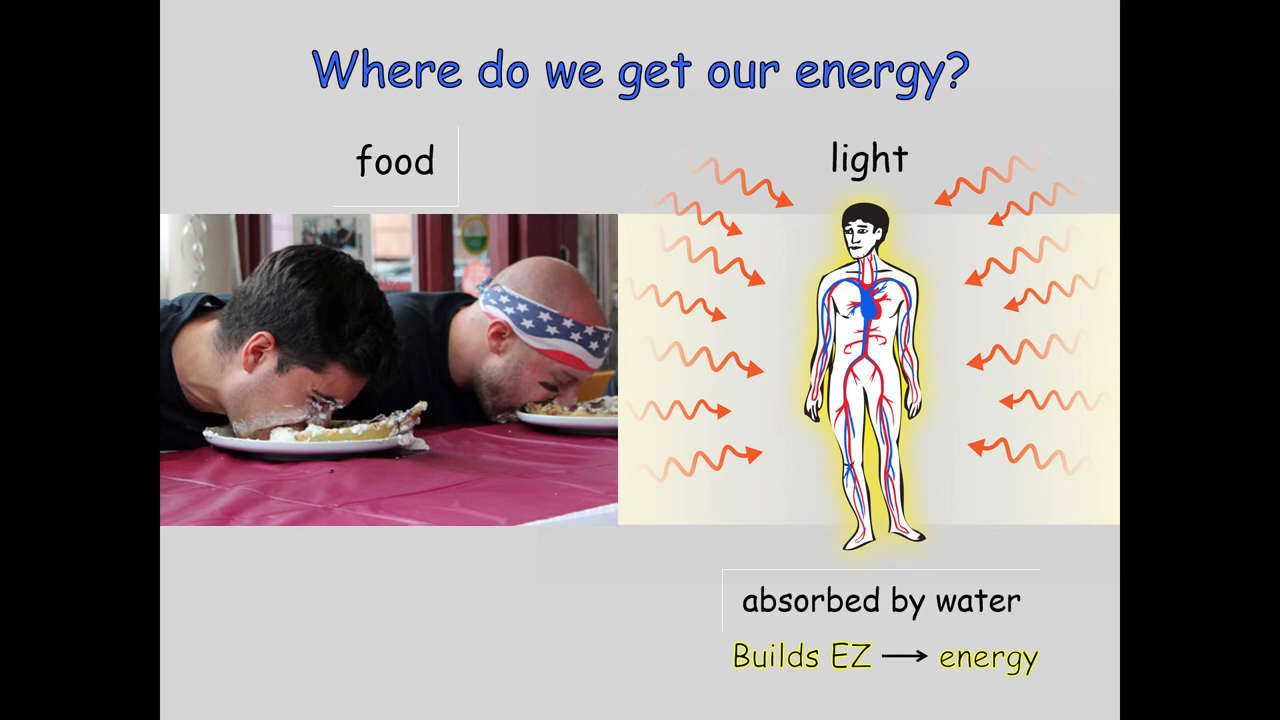 Where do we get our energy?
food
light
absorbed by water
Builds EZ → energy